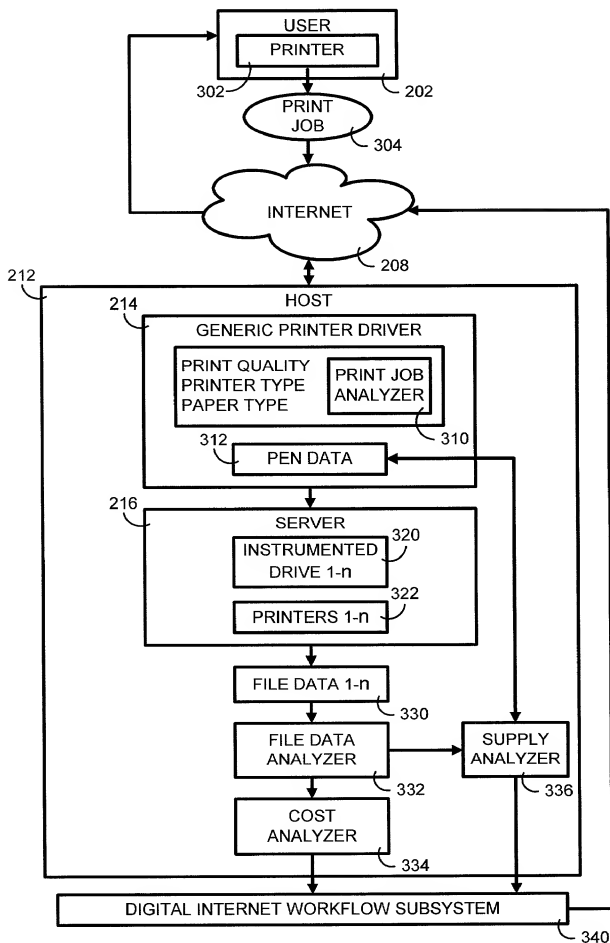 USER
PRINTER
302
202
PRINT
JOB
304
INTERNET
208
212
HOST
214
GENERIC PRINTER DRIVER
PRINT QUALITY
PRINTER TYPE
PAPER TYPE
PRINT JOB
ANALYZER
310
312
PEN DATA
216
SERVER
320
INSTRUMENTED
DRIVE 1-n
322
PRINTERS 1-n
FILE DATA 1-n
330
FILE DATA
ANALYZER
332
SUPPLY
ANALYZER
336
COST
ANALYZER
334
DIGITAL INTERNET WORKFLOW SUBSYSTEM
340